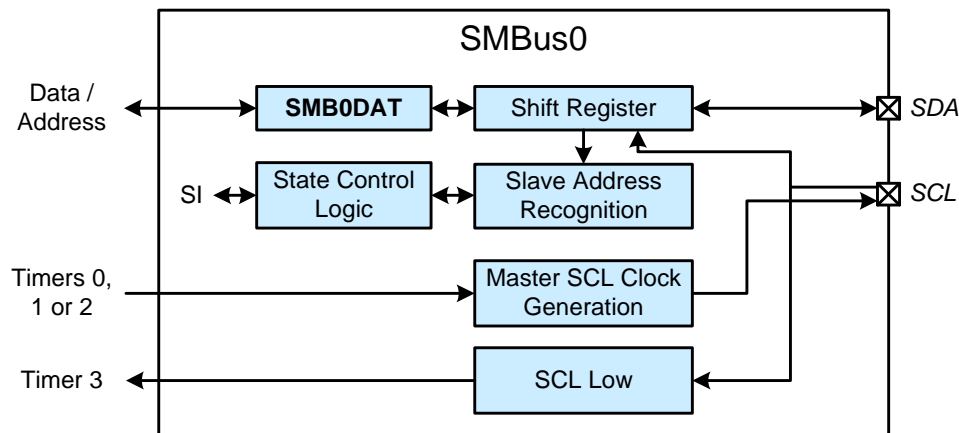 SMBus0
Data /
Address
SMB0DAT
Shift Register
SDA
SI
State Control
Logic
Slave Address
Recognition
SCL
Timers 0,
1 or 2
Master SCL Clock
Generation
Timer 3
SCL Low